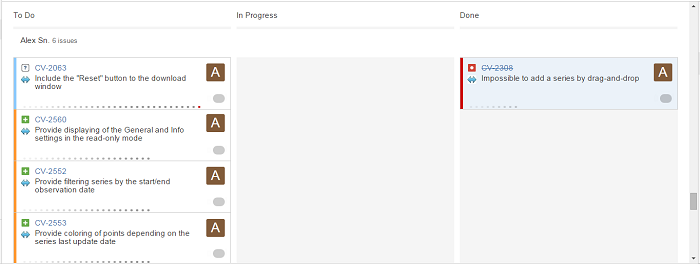 To Do
In Progress
Done
Alex Sn. 6 issues
CV-2063
Include the "Reset" button to the download
window
A
CV-2308
Impossible to add a series by drag-and-drop
A
CV-2560
Provide displaying of the General and Info
settings in the read-only mode
A
CV-2552
Provide filtering series by the start/end
observation date
A
CV-2553
Provide coloring of points depending on the
series last update date
A